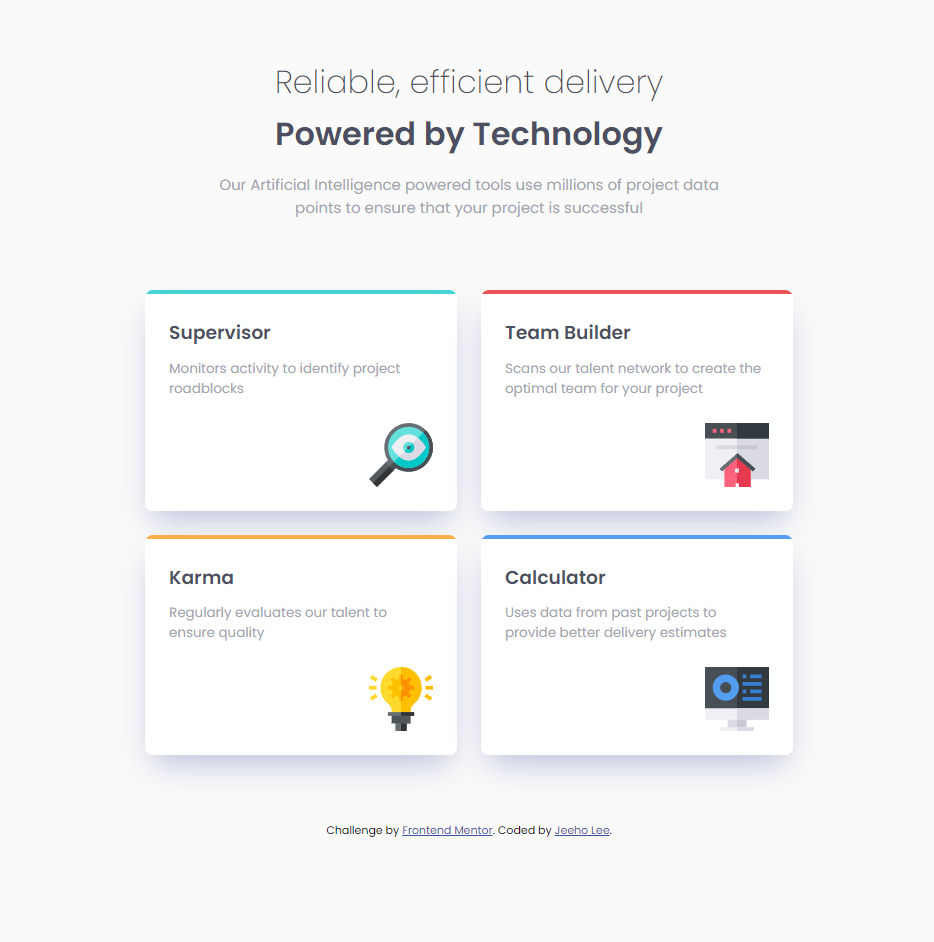 Reliable, efficient delivery
Powered by Technology
Our Artificial Intelligence powered tools use millions of project data
points to ensure that your project is successful
Supervisor
Monitors activity to identify project
roadblocks
Team Builder
Scans our talent network to create the
optimal team for your project
Karma
Regularly evaluates our talent to
ensure quality
Calculator
Uses data from past projects to
provide better delivery estimates
Challenge by Frontend Mentor. Coded by Jeeho Lee.